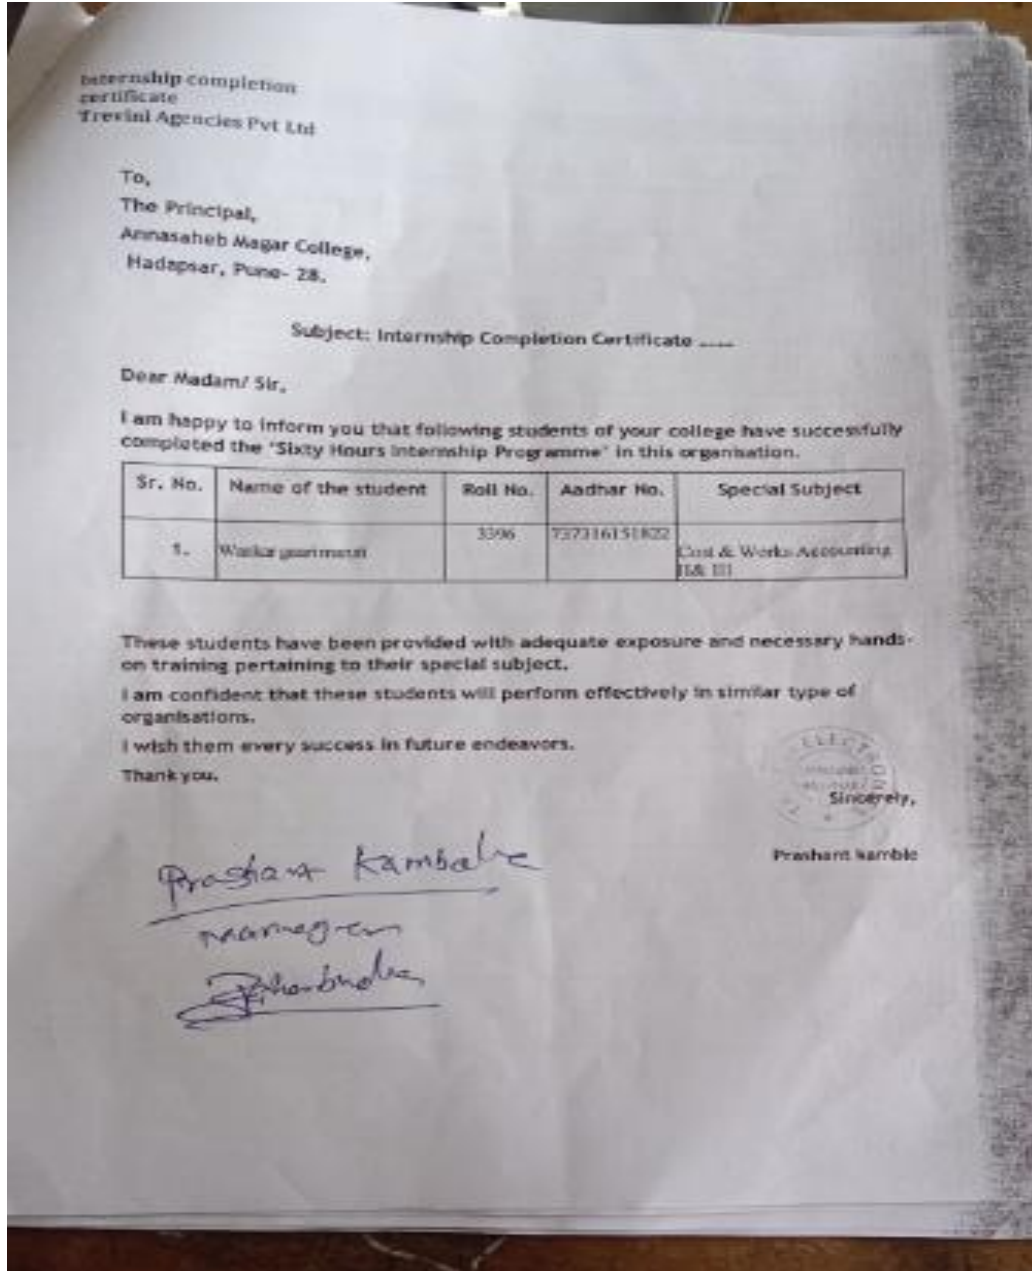 Internship completion
certificate
Trevini Agencies Pvt Ltd
To,
The Principal,
Annasaheb Magar College,
Hadapsar, Pune- 28.
Subject: Internship Completion Certificate .....
Dear Madam/ Sir,
I am happy to inform you that following students of your college have successfully
completed the "Sixty Hours Internship Programme" in this organisation.
Sr. No. Name of the student Roll No. Aadhar No. Special Subject
1. 3396 737316151822 Cost & Works Accounting
II& III
These students have been provided with adequate exposure and necessary hands-
on training pertaining to their special subject.
I am confident that these students will perform effectively in similar type of
organisations.
I wish them every success in future endeavors.
Thank you.
ELECTRON
Sincerely,
Prashant kamble
Prashant Kamble